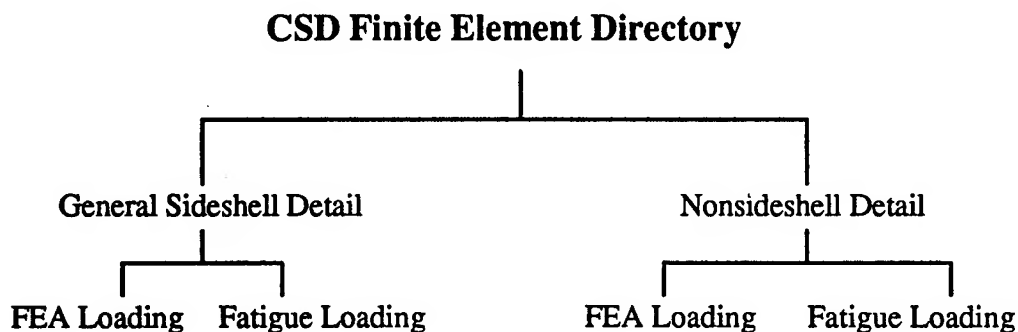 CSD Finite Element Directory
General Sideshell Detail
Nonsideshell Detail
FEA Loading
Fatigue Loading
FEA Loading
Fatigue Loading